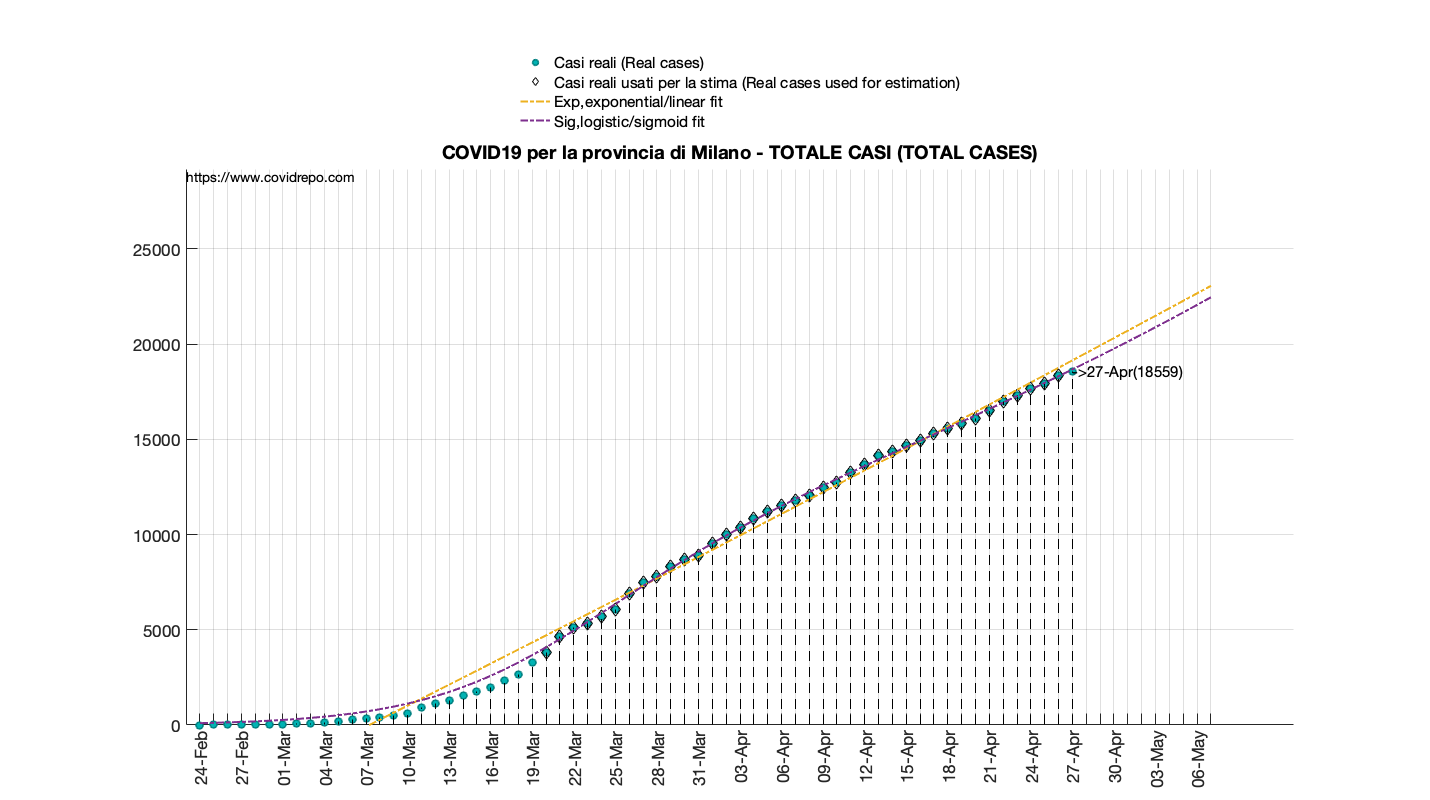 Casi reali (Real cases)
Casi reali usati per la stima (Real cases used for estimation)
Exp,exponential/linear fit
Sig,logistic/sigmoid fit
COVID19 per la provincia di Milano - TOTALE CASI (TOTAL CASES)
https://www.covidrepo.com
25000
20000
15000
10000
5000
0
->27-Apr(18559)
24-Feb
27-Feb
01-Mar
04-Mar
07-Mar
10-Mar
13-Mar
16-Mar
19-Mar
22-Mar
25-Mar
28-Mar
31-Mar
03-Apr
06-Apr
09-Apr
12-Apr
15-Apr
18-Apr
21-Apr
24-Apr
27-Apr
30-Apr
03-May
06-May